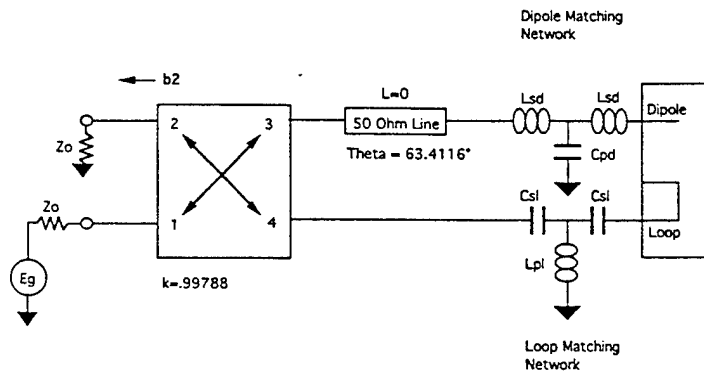 Dipole Matching
Network
b2
L=0
Lsd
Lsd
Dipole
2
3
50 Ohm Line
Zo
Theta = 63.4116°
Cpd
Zo
Csl
Csl
1
4
Loop
Eg
Lpl
k=.99788
Loop Matching
Network